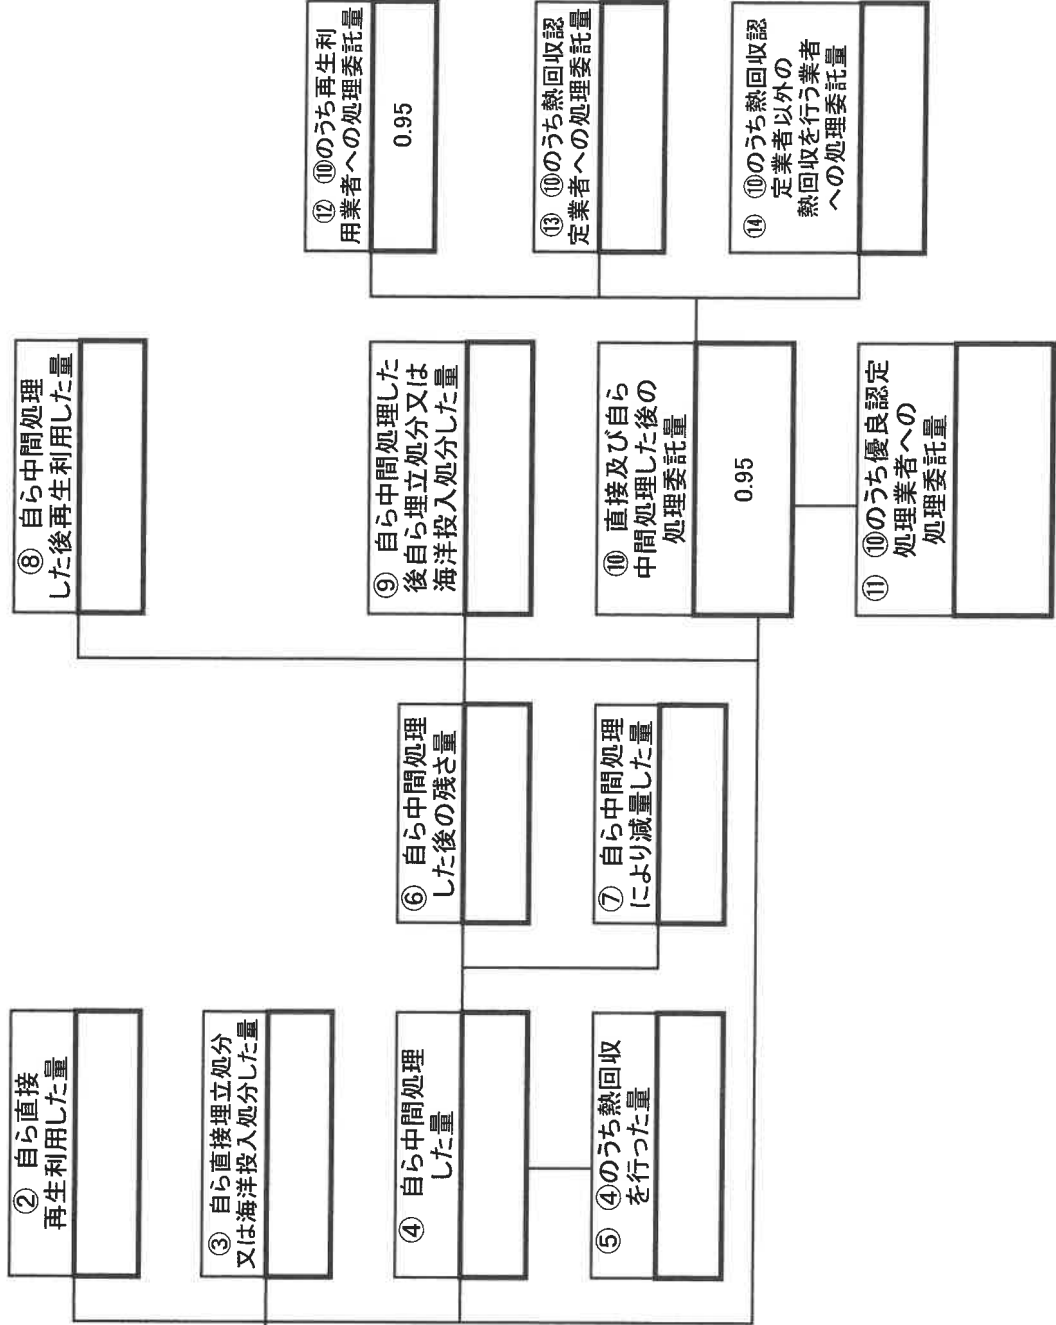 ② 自ら直接
再生利用した量
③ 自ら直接埋立処分
又は海洋投入処分した量
④ 自ら中間処理
した量
⑤ ④のうち熱回収
を行った量
⑥ 自ら中間処理
した後の残さ量
⑦ 自ら中間処理
により減量した量
⑧ 自ら中間処理
した後再生利用した量
⑨ 自ら中間処理した
後自ら埋立処分又は
海洋投入処分した量
⑩ 直接及び自ら
中間処理した後の
処理委託量
0.95
⑪ ⑩のうち優良認定
処理業者への
処理委託量
⑫ ⑩のうち再生利
用業者への処理委託量
0.95
⑬ ⑩のうち熱回収認
定業者への処理委託量
⑭ ⑩のうち熱回収認
定業者以外の
熱回収を行う業者
への処理委託量